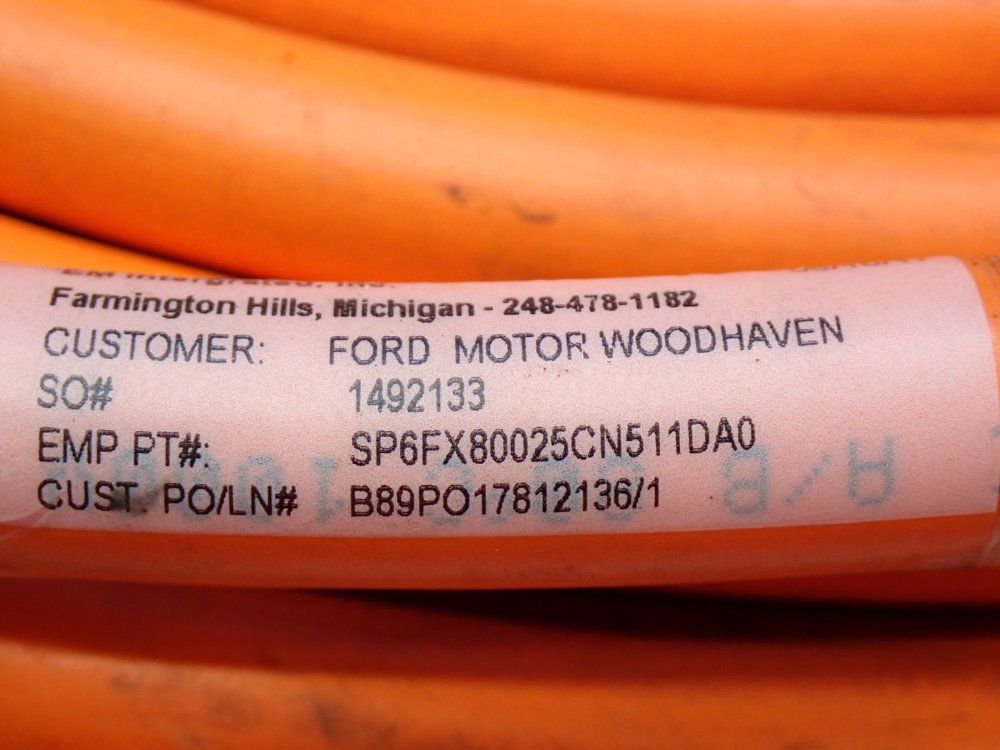 Farmington Hills, Michigan - 248-478-1182
CUSTOMER: FORD MOTOR WOODHAVEN
SO# 1492133
EMP PT#: SP6FX80025CN511DA0
CUST. PO/LN# B89PO17812136/1
A/B